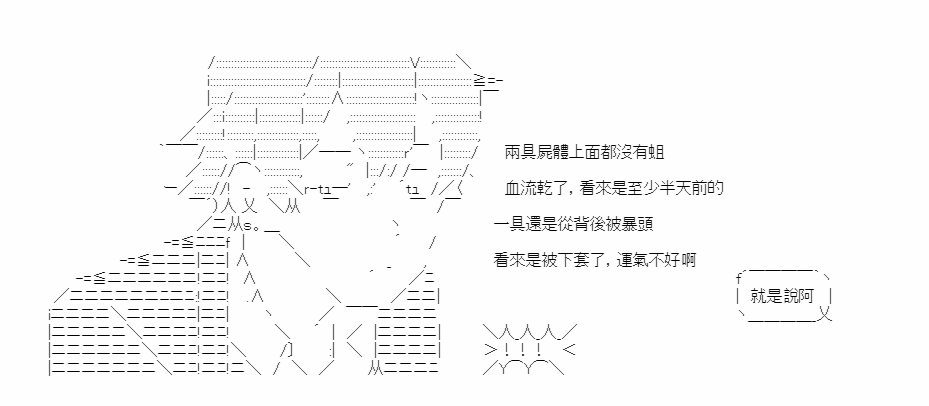 兩具屍體上面都沒有蛆
血流乾了, 看來是至少半天前的
一具還是從背後被暴頭
看來是被下套了, 運氣不好啊
就是說阿
！！！